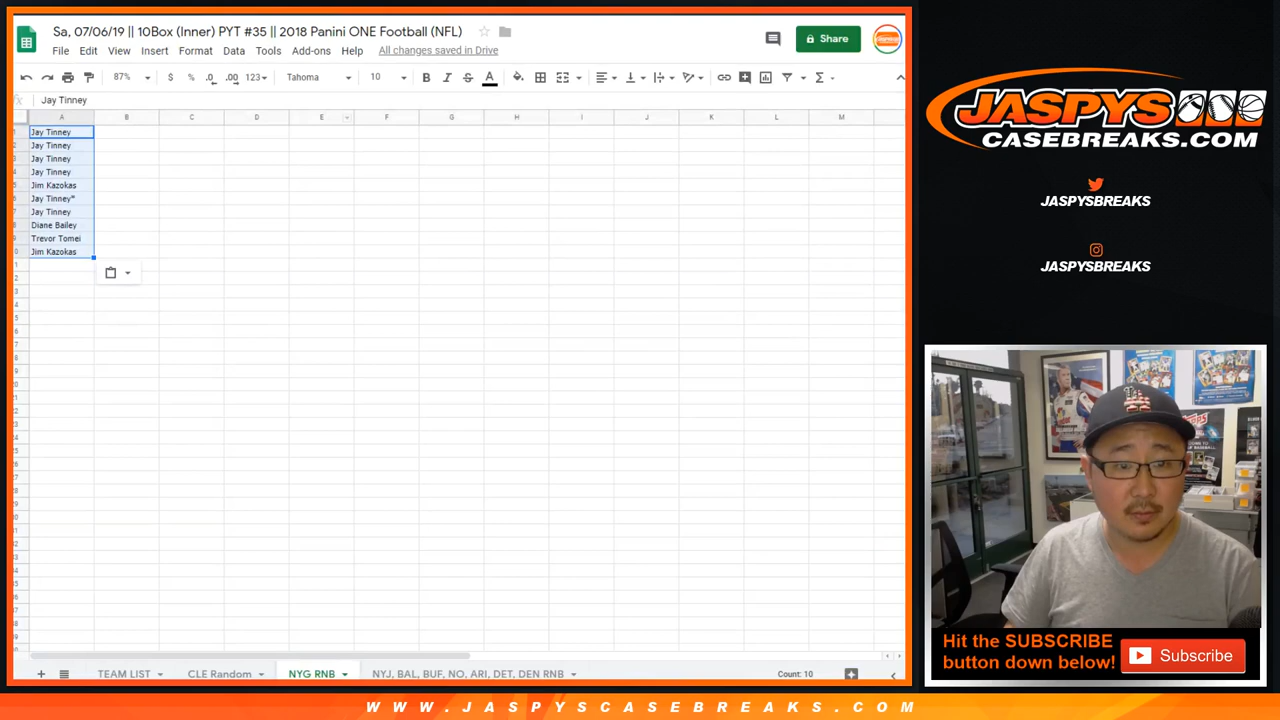 Sa, 07/06/19 || 10Box (Inner) PYT #35 || 2018 Panini ONE Football (NFL)
File Edit View Insert Format Data Tools Add-ons Help All changes saved in Drive
Share
87% $ % .0 .00 123 Tahoma 10 B I S A
fx Jay Tinney
A B C D E F G H I J K L M
Jay Tinney
Jay Tinney
Jay Tinney
Jay Tinney
Jim Kazokas
Jay Tinney"
Jay Tinney
Diane Bailey
Trevor Tomei
Jim Kazokas
TEAM LIST CLE Random NYG RNB NYJ, BAL, BUF, NO, ARI, DET, DEN RNB Count: 10
JASPYS
CASEBREAKS.COM
JASPYSBREAKS
JASPYSBREAKS
Hit the SUBSCRIBE
button down below!
Subscribe
WWW.JASPYSCASEBREAKS.COM